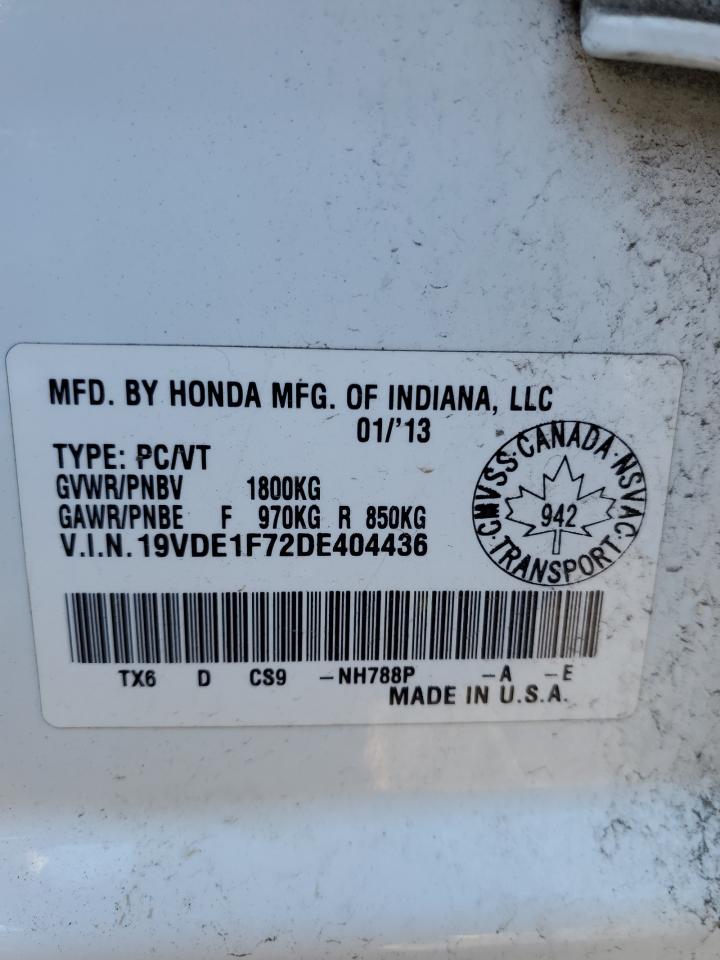 MFD. BY HONDA MFG. OF INDIANA, LLC
01/'13
TYPE: PC/VT
GVWR/PNBV 1800KG
GAWR/PNBE F 970KG R 850KG
V.I.N. 19VDE1F72DE404436
CMVSS·CANADA·NSVAC·TRANSPORT·
942
TX6 D CS9 –NH788P –A –E
MADE IN U.S.A.